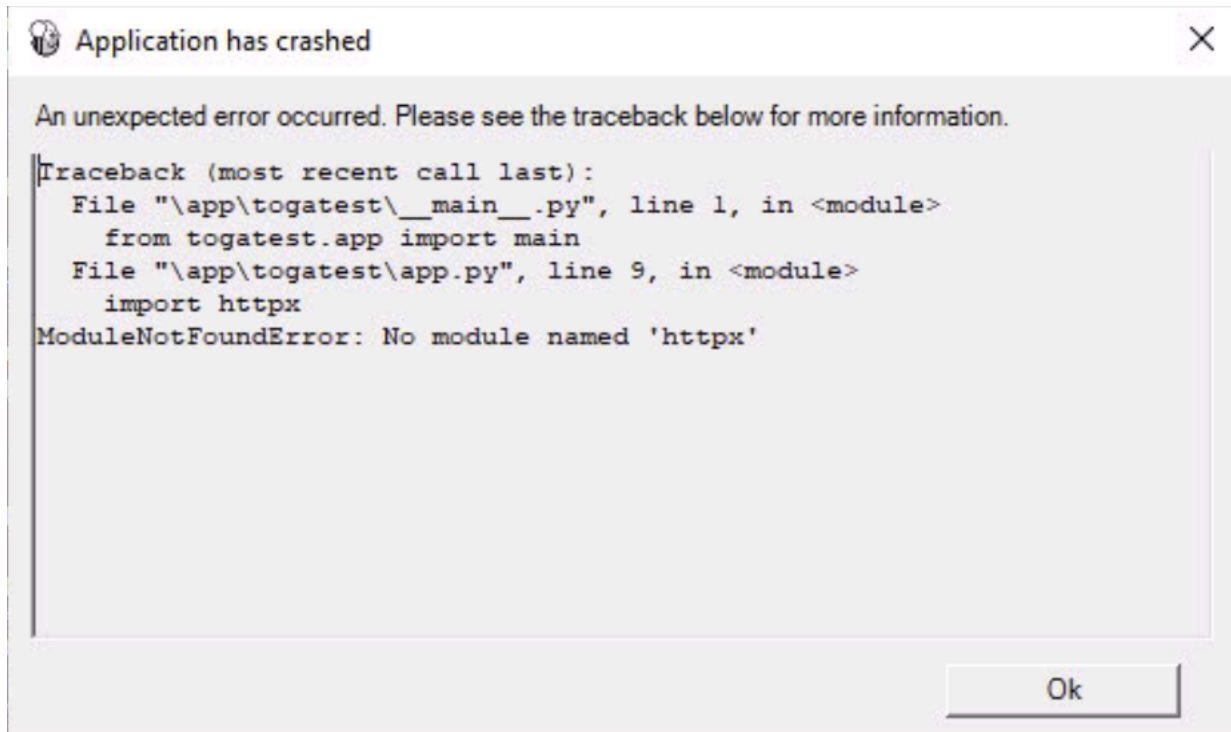 Application has crashed
An unexpected error occurred. Please see the traceback below for more information.
Traceback (most recent call last):
  File "\app\togatest\__main__.py", line 1, in <module>
    from togatest.app import main
  File "\app\togatest\app.py", line 9, in <module>
    import httpx
ModuleNotFoundError: No module named 'httpx'
Ok